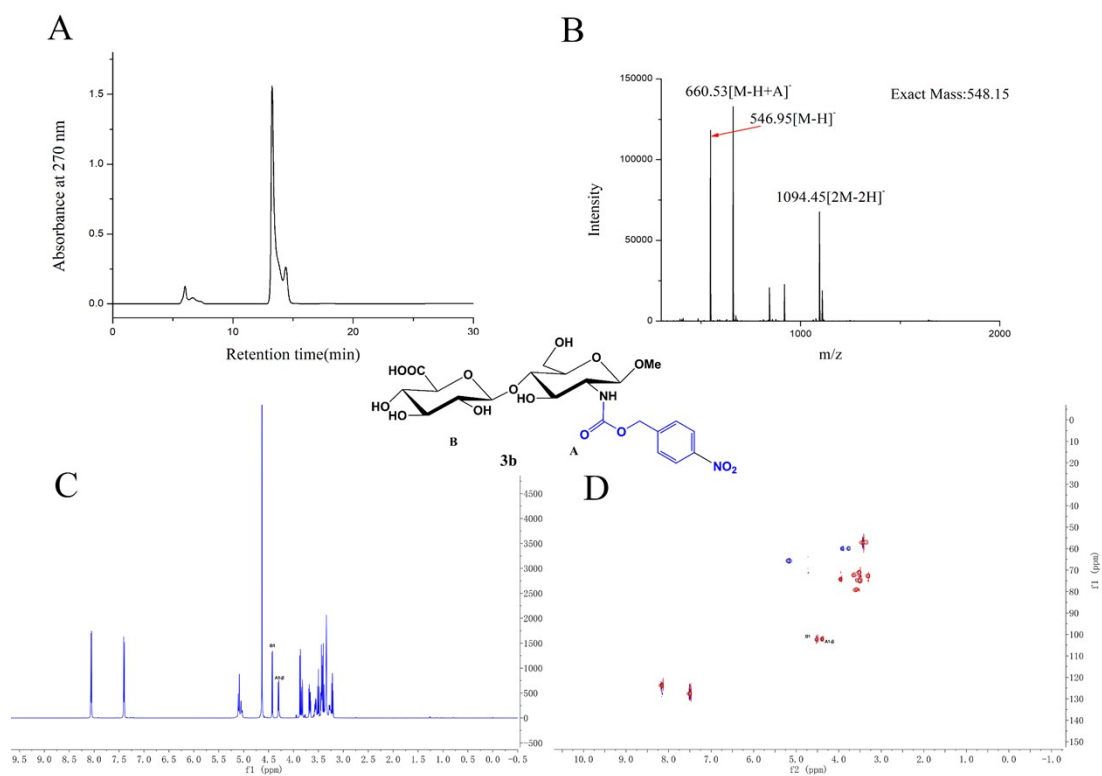 A
Absorbance at 270 nm
1.5
1.0
0.5
0.0
0
10
20
30
Retention time(min)
B
Intensity
150000
100000
50000
0
660.53[M-H+A]-
546.95[M-H]-
1094.45[2M-2H]-
Exact Mass:548.15
1000
2000
m/z
OH
HOOC
O
O
OMe
HO
HO
OH
O
HO
NH
O
O
NO2
B
A
3b
C
B1
A1-β
4500
4000
3500
3000
2500
2000
1500
1000
500
0
-500
9.5 9.0 8.5 8.0 7.5 7.0 6.5 6.0 5.5 5.0 4.5 4.0 3.5 3.0 2.5 2.0 1.5 1.0 0.5 0.0 -0.5
f1 (ppm)
D
B1
A1-β
0
10
20
30
40
50
60
70
80
90
100
110
120
130
140
150
f1 (ppm)
10.0 9.0 8.0 7.0 6.0 5.0 4.0 3.0 2.0 1.0 0.0 -1.0
f2 (ppm)